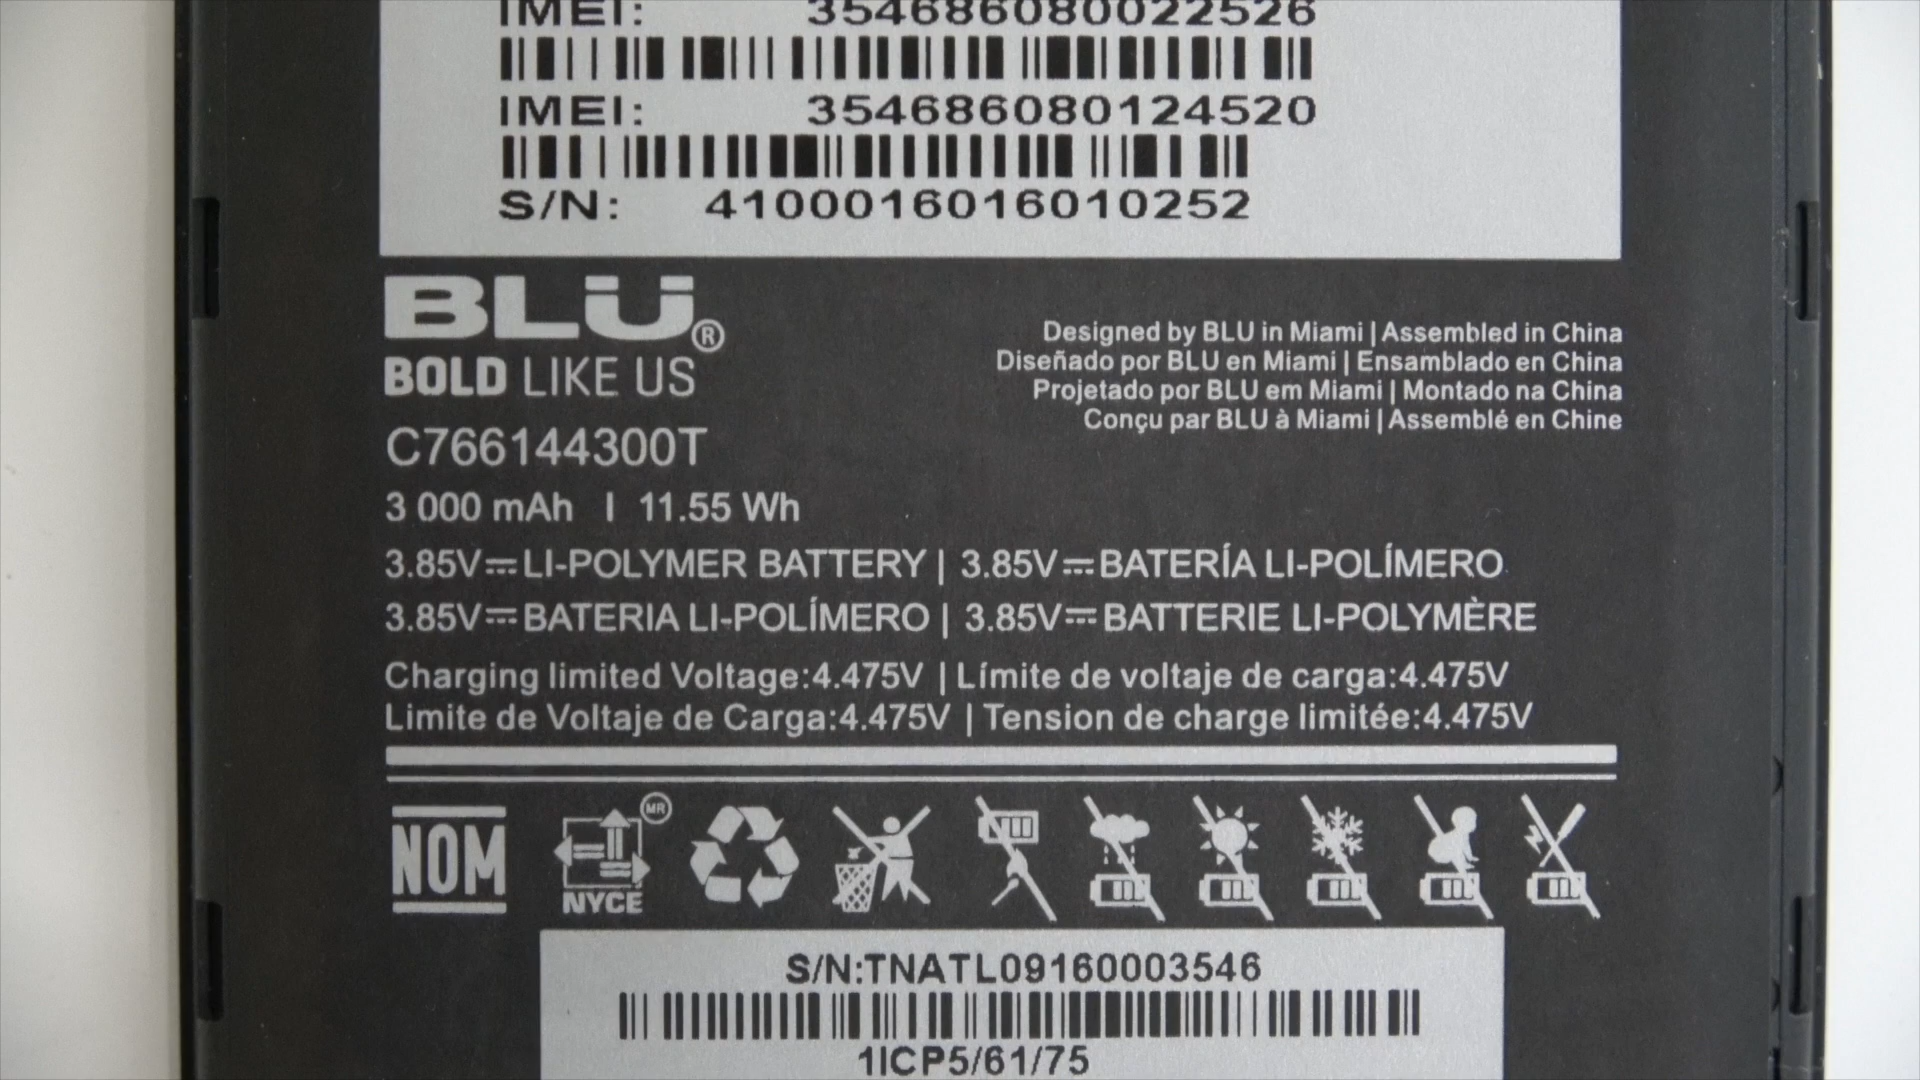 IMEI: 354686080022526
IMEI: 354686080124520
S/N: 4100016016010252
BLU®
BOLD LIKE US
Designed by BLU in Miami | Assembled in China
Diseñado por BLU en Miami | Ensamblado en China
Projetado por BLU em Miami | Montado na China
Conçu par BLU à Miami | Assemblé en Chine
C766144300T
3 000 mAh I 11.55 Wh
3.85V⎓LI-POLYMER BATTERY | 3.85V⎓BATERÍA LI-POLÍMERO
3.85V⎓BATERIA LI-POLÍMERO | 3.85V⎓BATTERIE LI-POLYMÈRE
Charging limited Voltage:4.475V | Límite de voltaje de carga:4.475V
Limite de Voltaje de Carga:4.475V | Tension de charge limitée:4.475V
NOM
MR
NYCE
S/N:TNATL09160003546
1ICP5/61/75